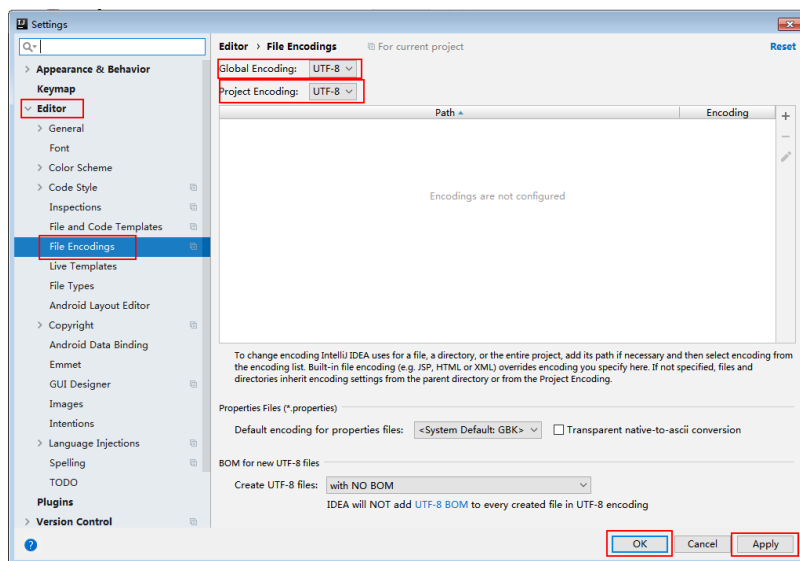 Settings
Editor › File Encodings For current project Reset
Appearance & Behavior
Keymap
Editor
General
Font
Color Scheme
Code Style
Inspections
File and Code Templates
File Encodings
Live Templates
File Types
Android Layout Editor
Copyright
Android Data Binding
Emmet
GUI Designer
Images
Intentions
Language Injections
Spelling
TODO
Plugins
Version Control
Global Encoding: UTF-8
Project Encoding: UTF-8
Path Encoding
Encodings are not configured
To change encoding IntelliJ IDEA uses for a file, a directory, or the entire project, add its path if necessary and then select encoding from
the encoding list. Built-in file encoding (e.g. JSP, HTML or XML) overrides encoding you specify here. If not specified, files and
directories inherit encoding settings from the parent directory or from the Project Encoding.
Properties Files (*.properties)
Default encoding for properties files: <System Default: GBK> Transparent native-to-ascii conversion
BOM for new UTF-8 files
Create UTF-8 files: with NO BOM
IDEA will NOT add UTF-8 BOM to every created file in UTF-8 encoding
? OK Cancel Apply